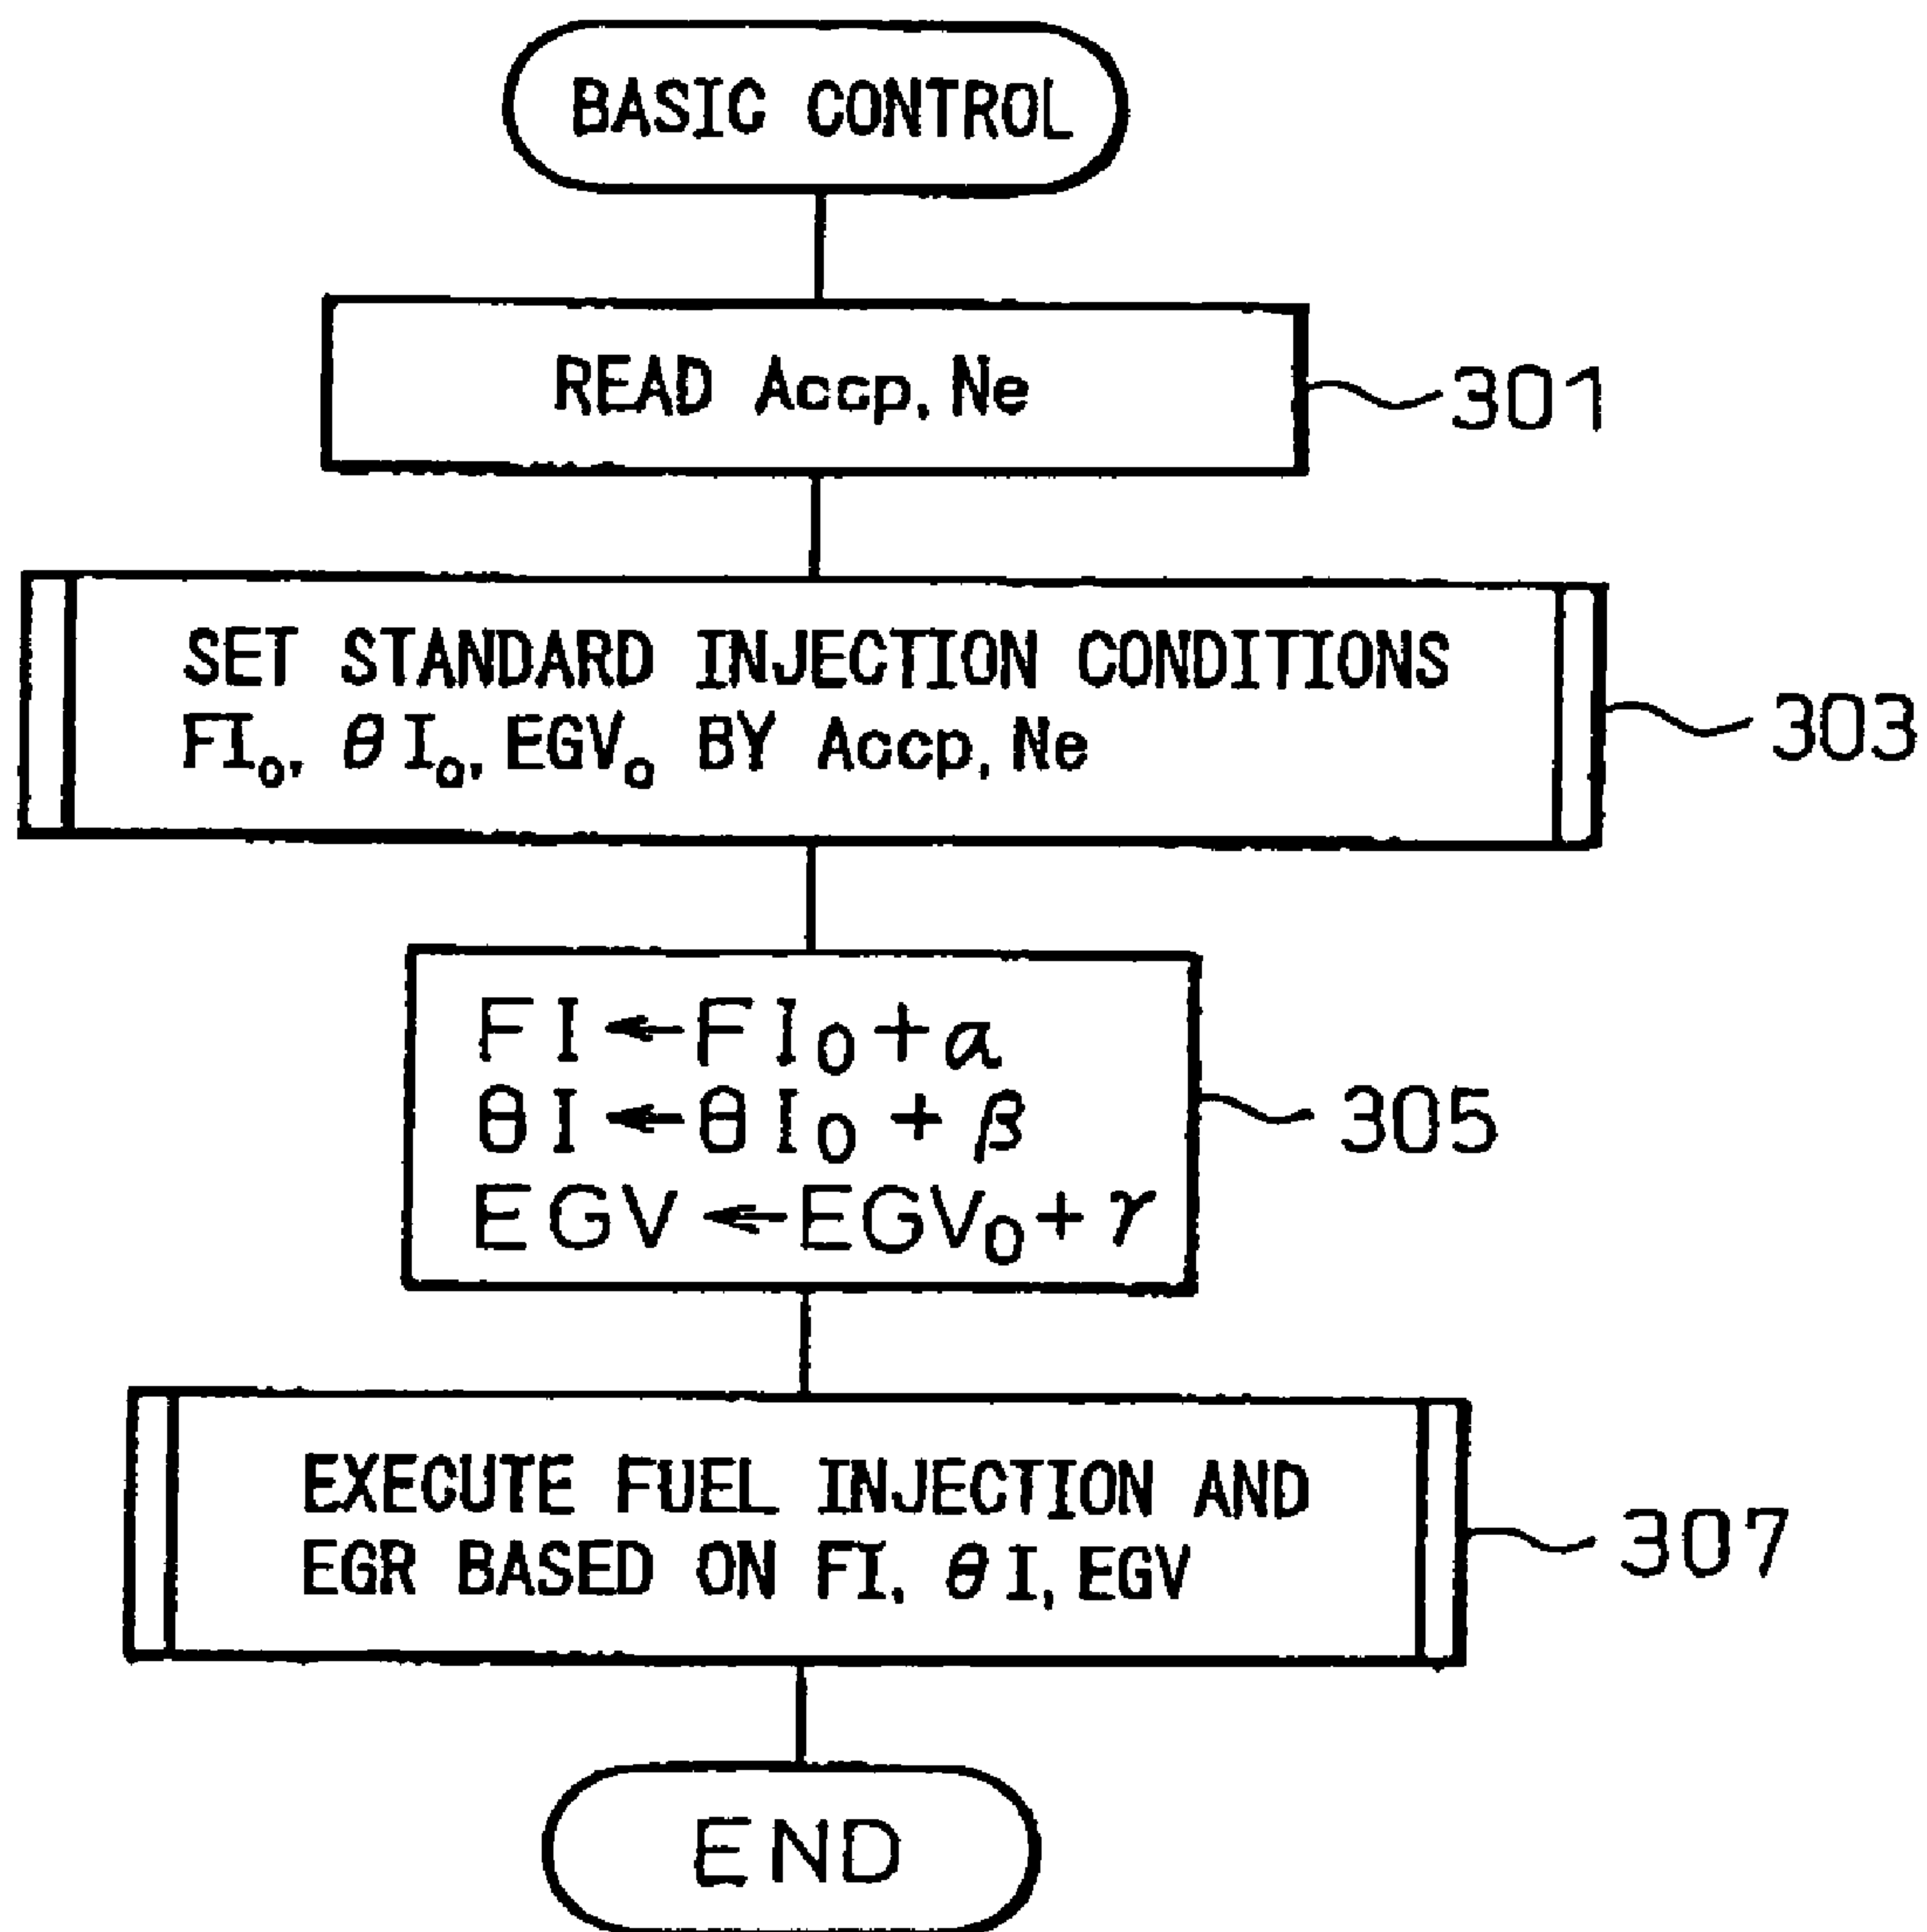 BASIC CONTROL
READ Accp, Ne
301
SET STANDARD INJECTION CONDITIONS
FI₀, θI₀, EGV₀ BY Accp, Ne
303
FI←FI₀+α
θI←θI₀+β
EGV←EGV₀+γ
305
EXECUTE FUEL INJECTION AND
EGR BASED ON FI, θI, EGV
307
END